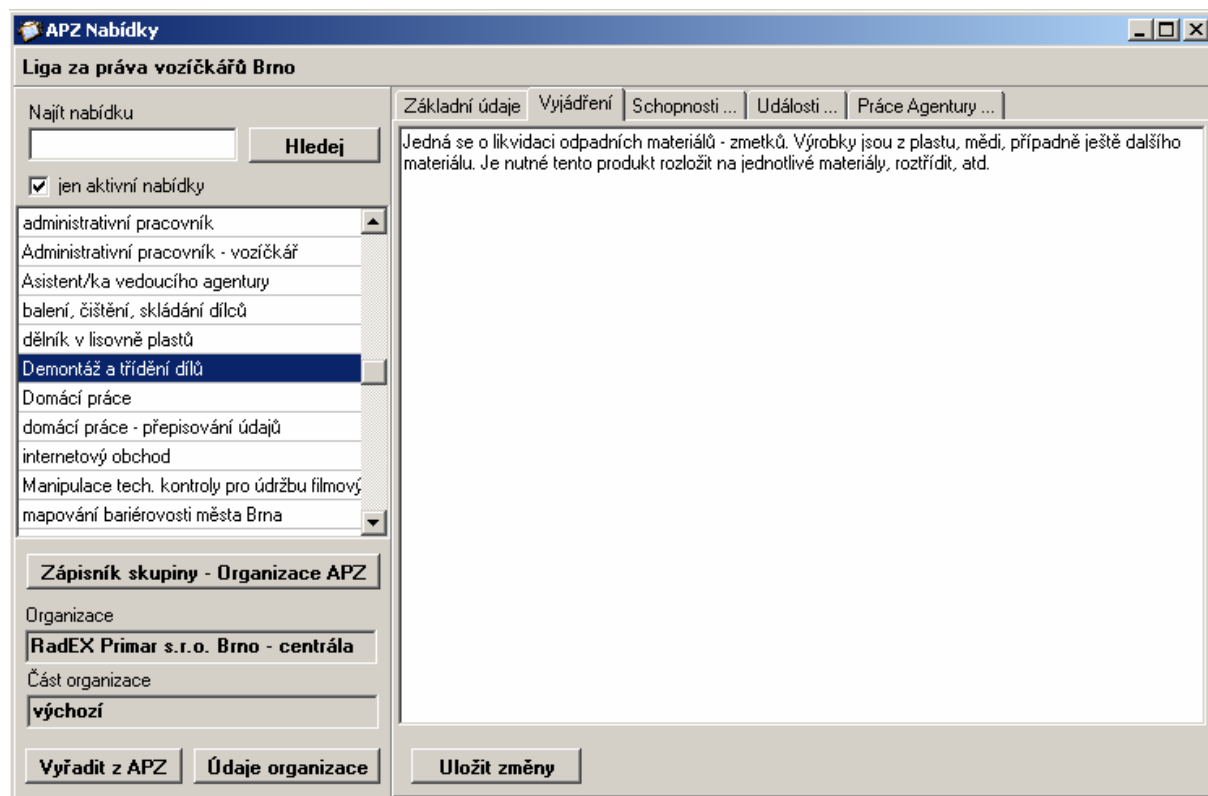 APZ Nabídky
Liga za práva vozíčkářů Brno
Najít nabídku
Hledej
jen aktivní nabídky
administrativní pracovník
Administrativní pracovník - vozíčkář
Asistent/ka vedoucího agentury
balení, čištění, skládání dílců
dělník v lisovně plastů
Demontáž a třídění dílů
Domácí práce
domácí práce - přepisování údajů
internetový obchod
Manipulace tech. kontroly pro údržbu filmový
mapování bariérovosti města Brna
Zápisník skupiny - Organizace APZ
Organizace
RadEX Primar s.r.o. Brno - centrála
Část organizace
výchozí
Vyřadit z APZ Údaje organizace
Základní údaje Vyjádření Schopnosti ... Události ... Práce Agentury ...
Jedná se o likvidaci odpadních materiálů - zmetků. Výrobky jsou z plastu, mědi, případně ještě dalšího
materiálu. Je nutné tento produkt rozložit na jednotlivé materiály, roztřídit, atd.
Uložit změny